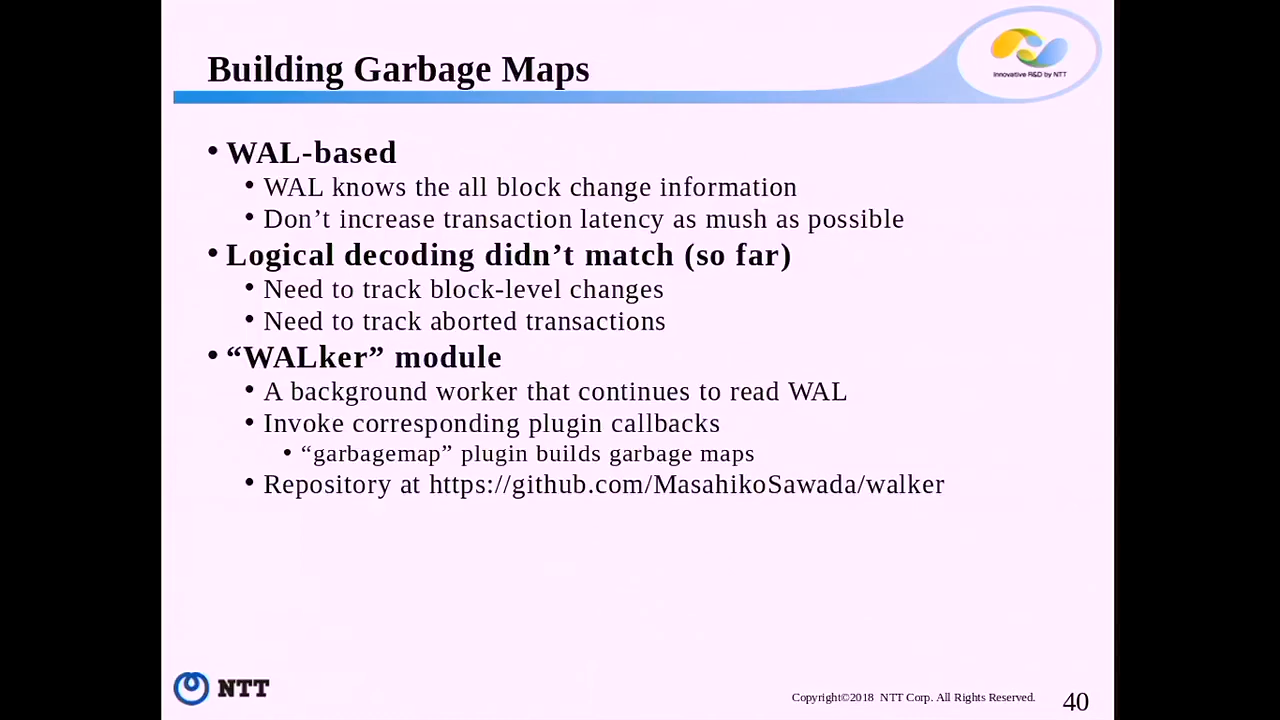 Building Garbage Maps
Innovative R&D by NTT
• WAL-based
• WAL knows the all block change information
• Don’t increase transaction latency as mush as possible
• Logical decoding didn’t match (so far)
• Need to track block-level changes
• Need to track aborted transactions
• “WALker” module
• A background worker that continues to read WAL
• Invoke corresponding plugin callbacks
• “garbagemap” plugin builds garbage maps
• Repository at https://github.com/MasahikoSawada/walker
NTT
Copyright©2018 NTT Corp. All Rights Reserved.
40